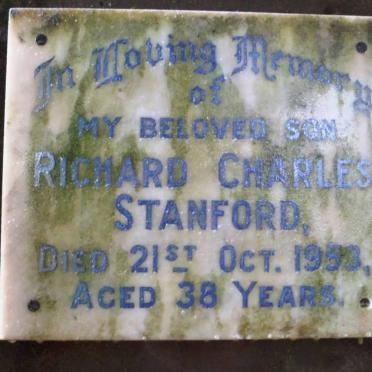 In Loving Memory
of
MY BELOVED SON
RICHARD CHARLES
STANFORD,
DIED 21ST OCT. 1953,
AGED 38 YEARS.